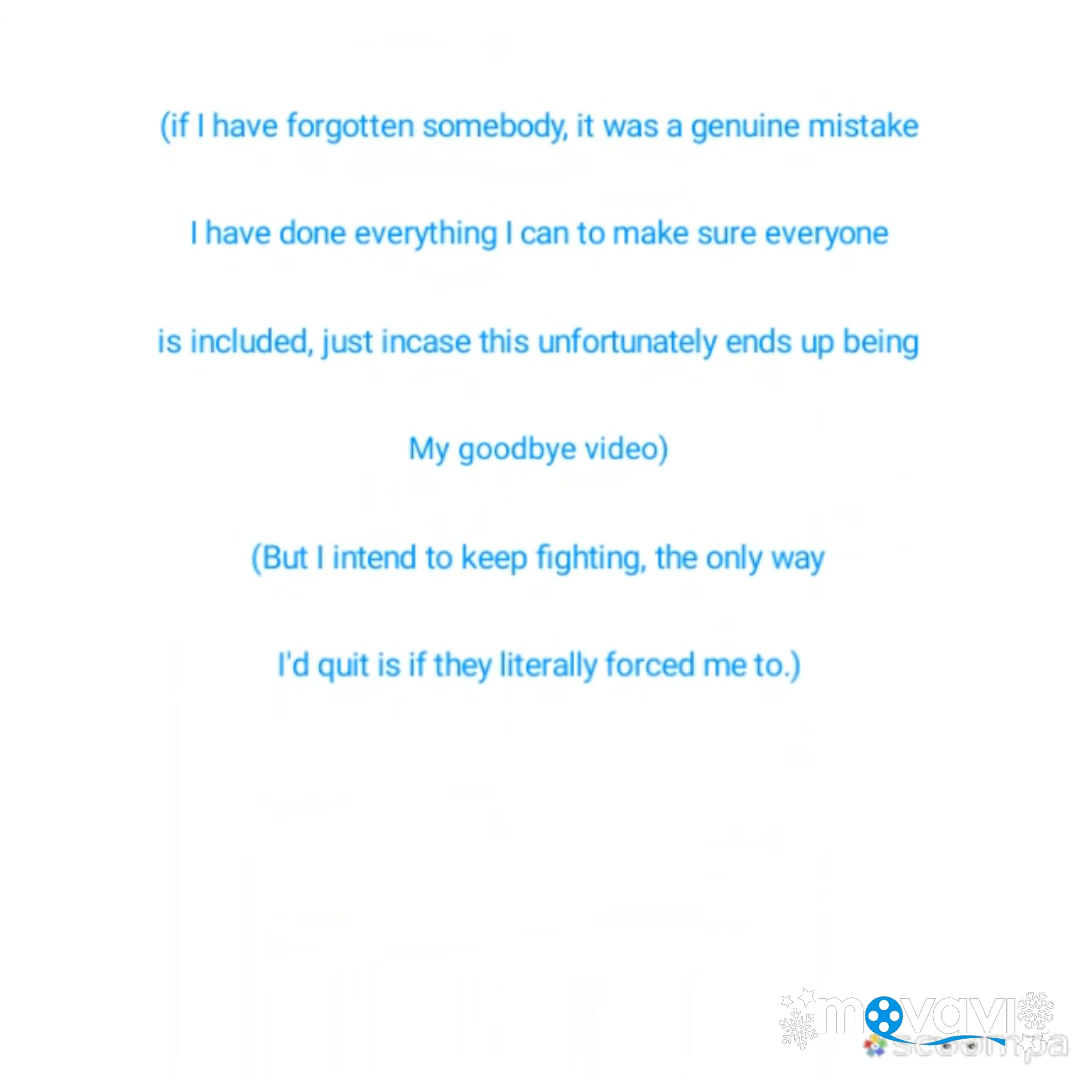 (if I have forgotten somebody, it was a genuine mistake
I have done everything I can to make sure everyone
is included, just incase this unfortunately ends up being
My goodbye video)
(But I intend to keep fighting, the only way
I'd quit is if they literally forced me to.)
movavi
scoompa